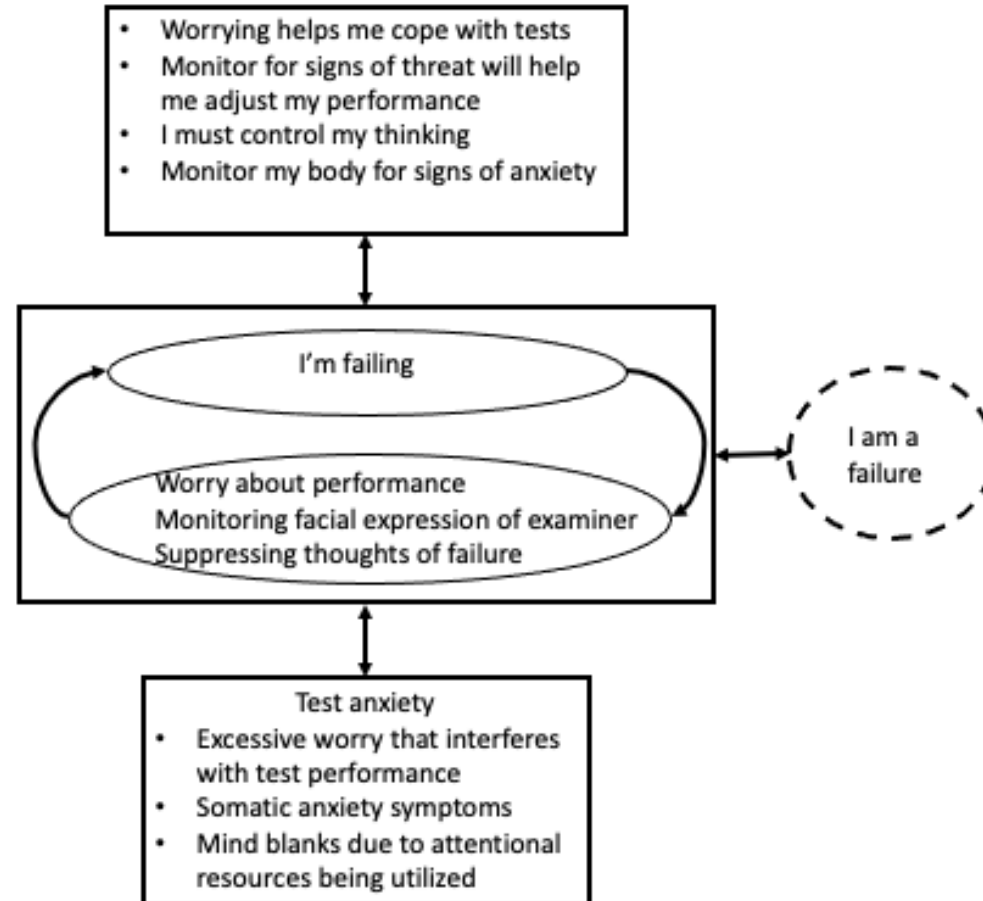 • Worrying helps me cope with tests
• Monitor for signs of threat will help
me adjust my performance
• I must control my thinking
• Monitor my body for signs of anxiety
I'm failing
Worry about performance
Monitoring facial expression of examiner
Suppressing thoughts of failure
I am a
failure
Test anxiety
• Excessive worry that interferes
with test performance
• Somatic anxiety symptoms
• Mind blanks due to attentional
resources being utilized